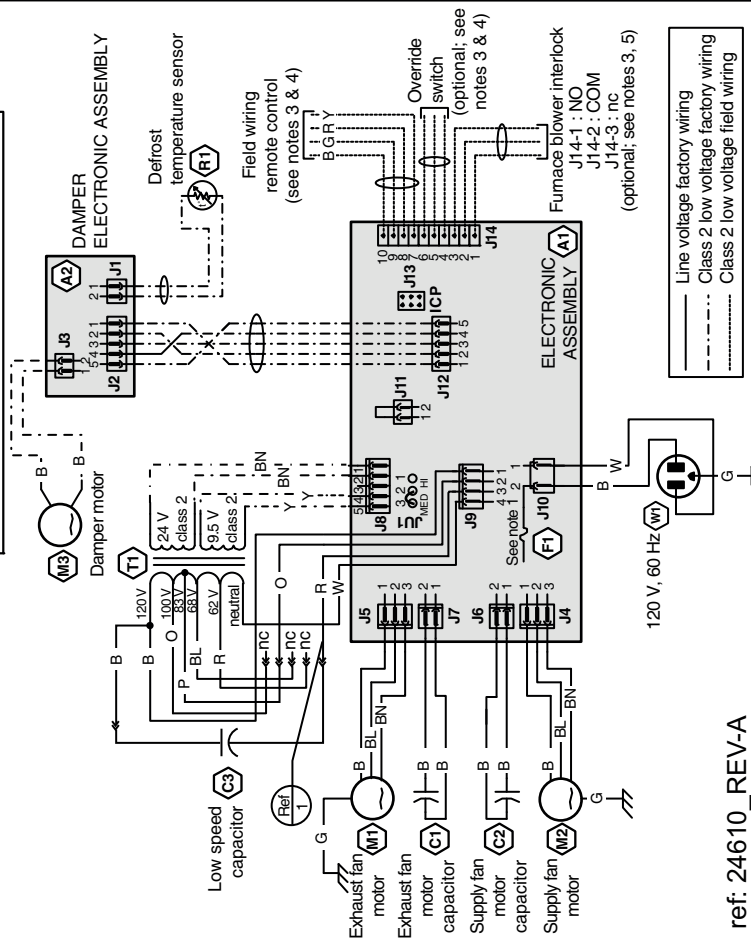 DAMPER
ELECTRONIC ASSEMBLY
A2
J3
2
1
J2
5 4 3 2 1
J1
2 1
Defrost
temperature sensor
R1
t°
B
B
M3
Damper motor
T1
24 V
class 2
9.5 V
class 2
BN
BN
Y
Y
120 V
100 V
83 V
68 V
62 V
neutral
B
B
O
P
BL
R
nc
nc
nc
O
R
W
Low speed
capacitor
C3
Ref
1
G
Field wiring
remote control
(see notes 3 & 4)
B G R Y
Override
switch
(optional; see
notes 3 & 4)
Furnace blower interlock
J14-1 : NO
J14-2 : COM
J14-3 : nc
(optional; see notes 3, 5)
ELECTRONIC
ASSEMBLY
A1
J14
10
9
8
7
6
5
4
3
2
1
J13
ICP
J12
1 2 3 4 5
J11
1 2
J8
5 4 3 2 1
JU1
3 2 1
MED HI
J9
4 3 2 1
J10
2 1
See note 1
F1
J5
1
2
3
J7
2
1
J6
2
1
J4
1
2
3
Exhaust fan
motor
M1
B
BL
BN
Exhaust fan
motor
capacitor
C1
B
B
Supply fan
motor
capacitor
C2
B
B
Supply fan
motor
M2
B
BL
BN
G
B
W
120 V, 60 Hz
W1
G
Line voltage factory wiring
Class 2 low voltage factory wiring
Class 2 low voltage field wiring
ref: 24610_REV-A